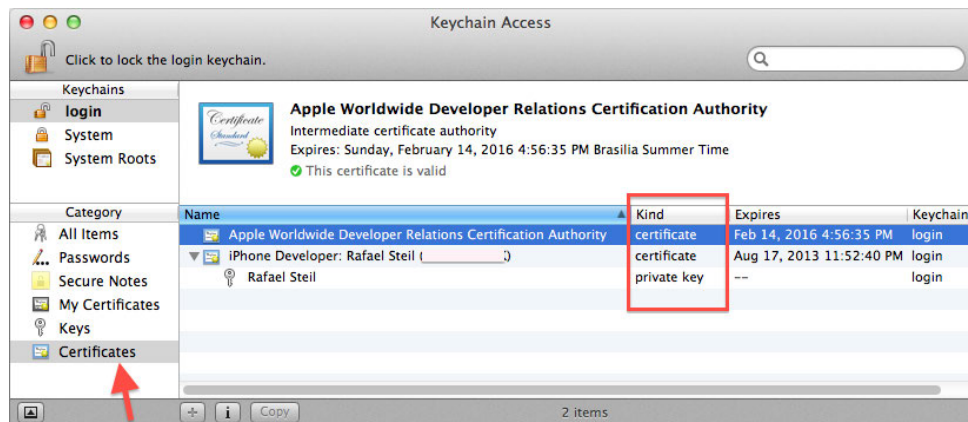 Keychain Access
Click to lock the login keychain.
Keychains
login
System
System Roots
Certificate
Standard
Apple Worldwide Developer Relations Certification Authority
Intermediate certificate authority
Expires: Sunday, February 14, 2016 4:56:35 PM Brasilia Summer Time
This certificate is valid
Category
All Items
Passwords
Secure Notes
My Certificates
Keys
Certificates
Name Kind Expires Keychain
Apple Worldwide Developer Relations Certification Authority certificate Feb 14, 2016 4:56:35 PM login
iPhone Developer: Rafael Steil ( ) certificate Aug 17, 2013 11:52:40 PM login
Rafael Steil private key -- login
+ i Copy 2 items